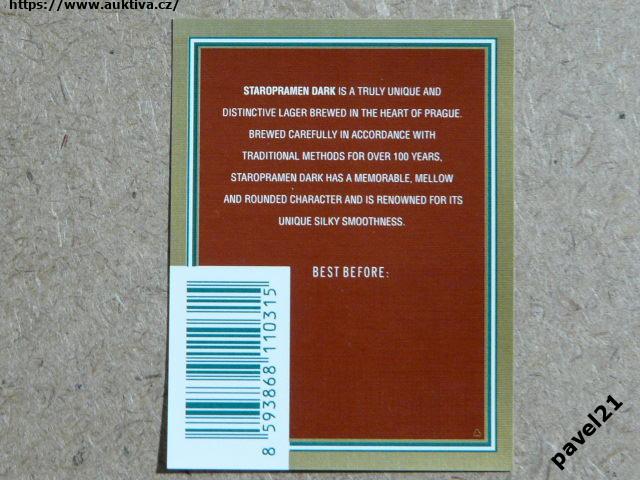 https://www.auktiva.cz/
STAROPRAMEN DARK IS A TRULY UNIQUE AND
DISTINCTIVE LAGER BREWED IN THE HEART OF PRAGUE.
BREWED CAREFULLY IN ACCORDANCE WITH
TRADITIONAL METHODS FOR OVER 100 YEARS,
STAROPRAMEN DARK HAS A MEMORABLE, MELLOW
AND ROUNDED CHARACTER AND IS RENOWNED FOR ITS
UNIQUE SILKY SMOOTHNESS.
BEST BEFORE:
8 593868 110315
pavel21